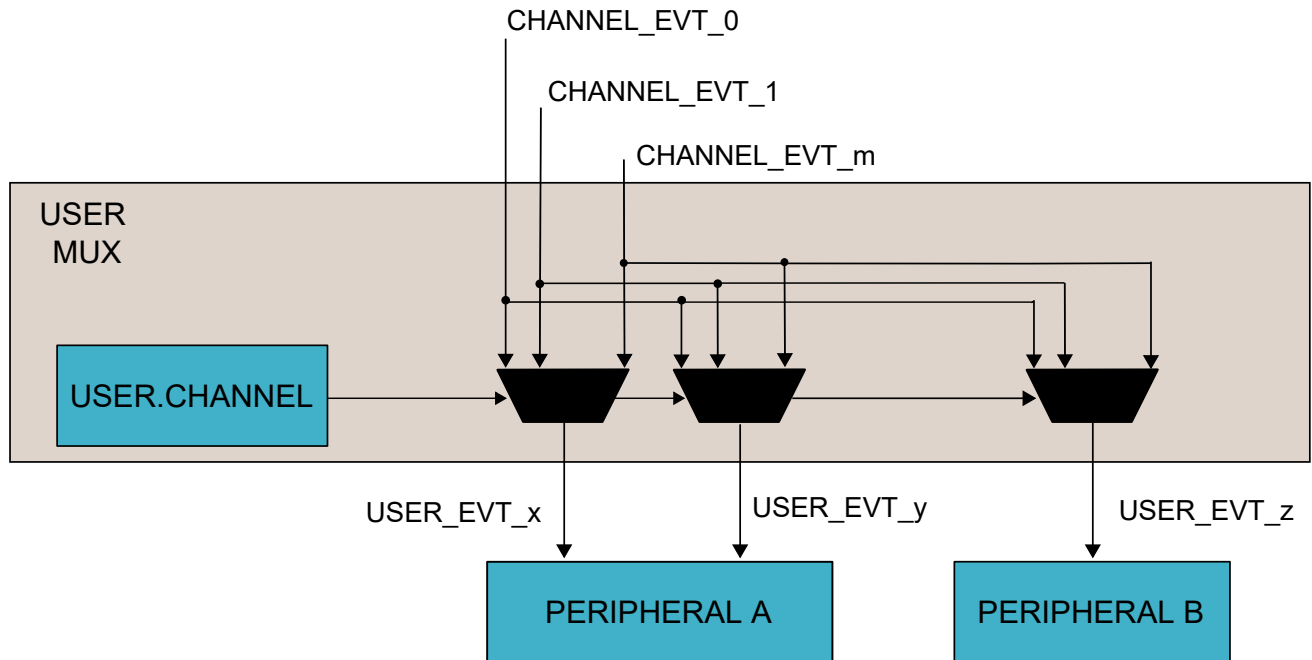 CHANNEL_EVT_0
CHANNEL_EVT_1
CHANNEL_EVT_m
USER
MUX
USER.CHANNEL
USER_EVT_x
USER_EVT_y
USER_EVT_z
PERIPHERAL A
PERIPHERAL B